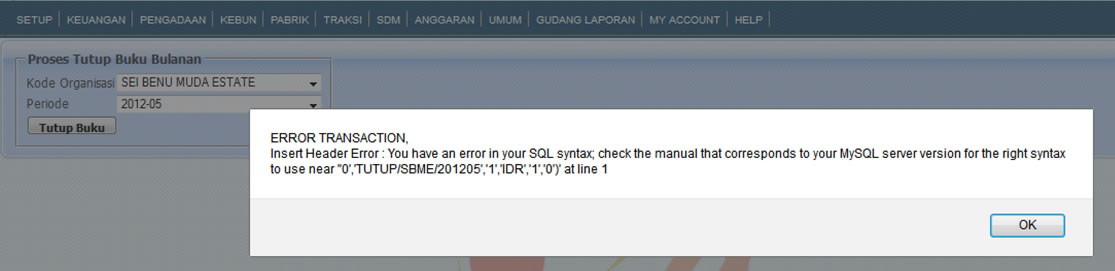 SETUP | KEUANGAN | PENGADAAN | KEBUN | PABRIK | TRAKSI | SDM | ANGGARAN | UMUM | GUDANG LAPORAN | MY ACCOUNT | HELP |
Proses Tutup Buku Bulanan
Kode Organisasi SEI BENU MUDA ESTATE
Periode 2012-05
Tutup Buku
ERROR TRANSACTION,
Insert Header Error : You have an error in your SQL syntax; check the manual that corresponds to your MySQL server version for the right syntax
to use near ''0','TUTUP/SBME/201205','1','IDR','1','0')' at line 1
OK